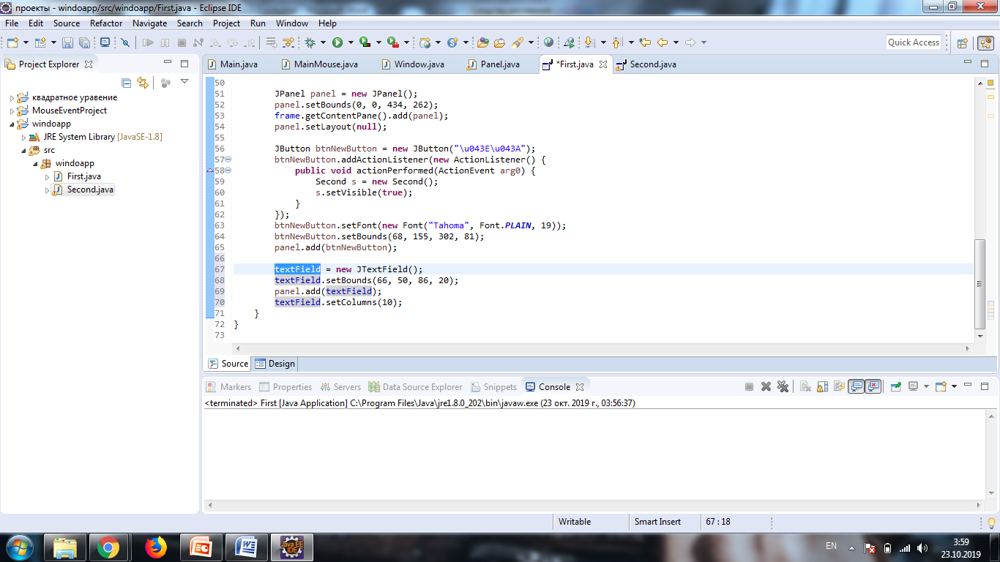 проекты - windoapp/src/windoapp/First.java - Eclipse IDE
File Edit Source Refactor Navigate Search Project Run Window Help
Quick Access
Project Explorer
квадратное уравение
MouseEventProject
windoapp
JRE System Library [JavaSE-1.8]
src
windoapp
First.java
Second.java
Main.java MainMouse.java Window.java Panel.java *First.java Second.java
50
51 JPanel panel = new JPanel();
52 panel.setBounds(0, 0, 434, 262);
53 frame.getContentPane().add(panel);
54 panel.setLayout(null);
55
56 JButton btnNewButton = new JButton("\u043E\u043A");
57 btnNewButton.addActionListener(new ActionListener() {
58 public void actionPerformed(ActionEvent arg0) {
59 Second s = new Second();
60 s.setVisible(true);
61 }
62 });
63 btnNewButton.setFont(new Font("Tahoma", Font.PLAIN, 19));
64 btnNewButton.setBounds(68, 155, 302, 81);
65 panel.add(btnNewButton);
66
67 textField = new JTextField();
68 textField.setBounds(66, 50, 86, 20);
69 panel.add(textField);
70 textField.setColumns(10);
71 }
72 }
73
Source Design
Markers Properties Servers Data Source Explorer Snippets Console
<terminated> First [Java Application] C:\Program Files\Java\jre1.8.0_202\bin\javaw.exe (23 окт. 2019 г., 03:56:37)
Writable Smart Insert 67 : 18
Java EE
IDE
EN
3:59
23.10.2019